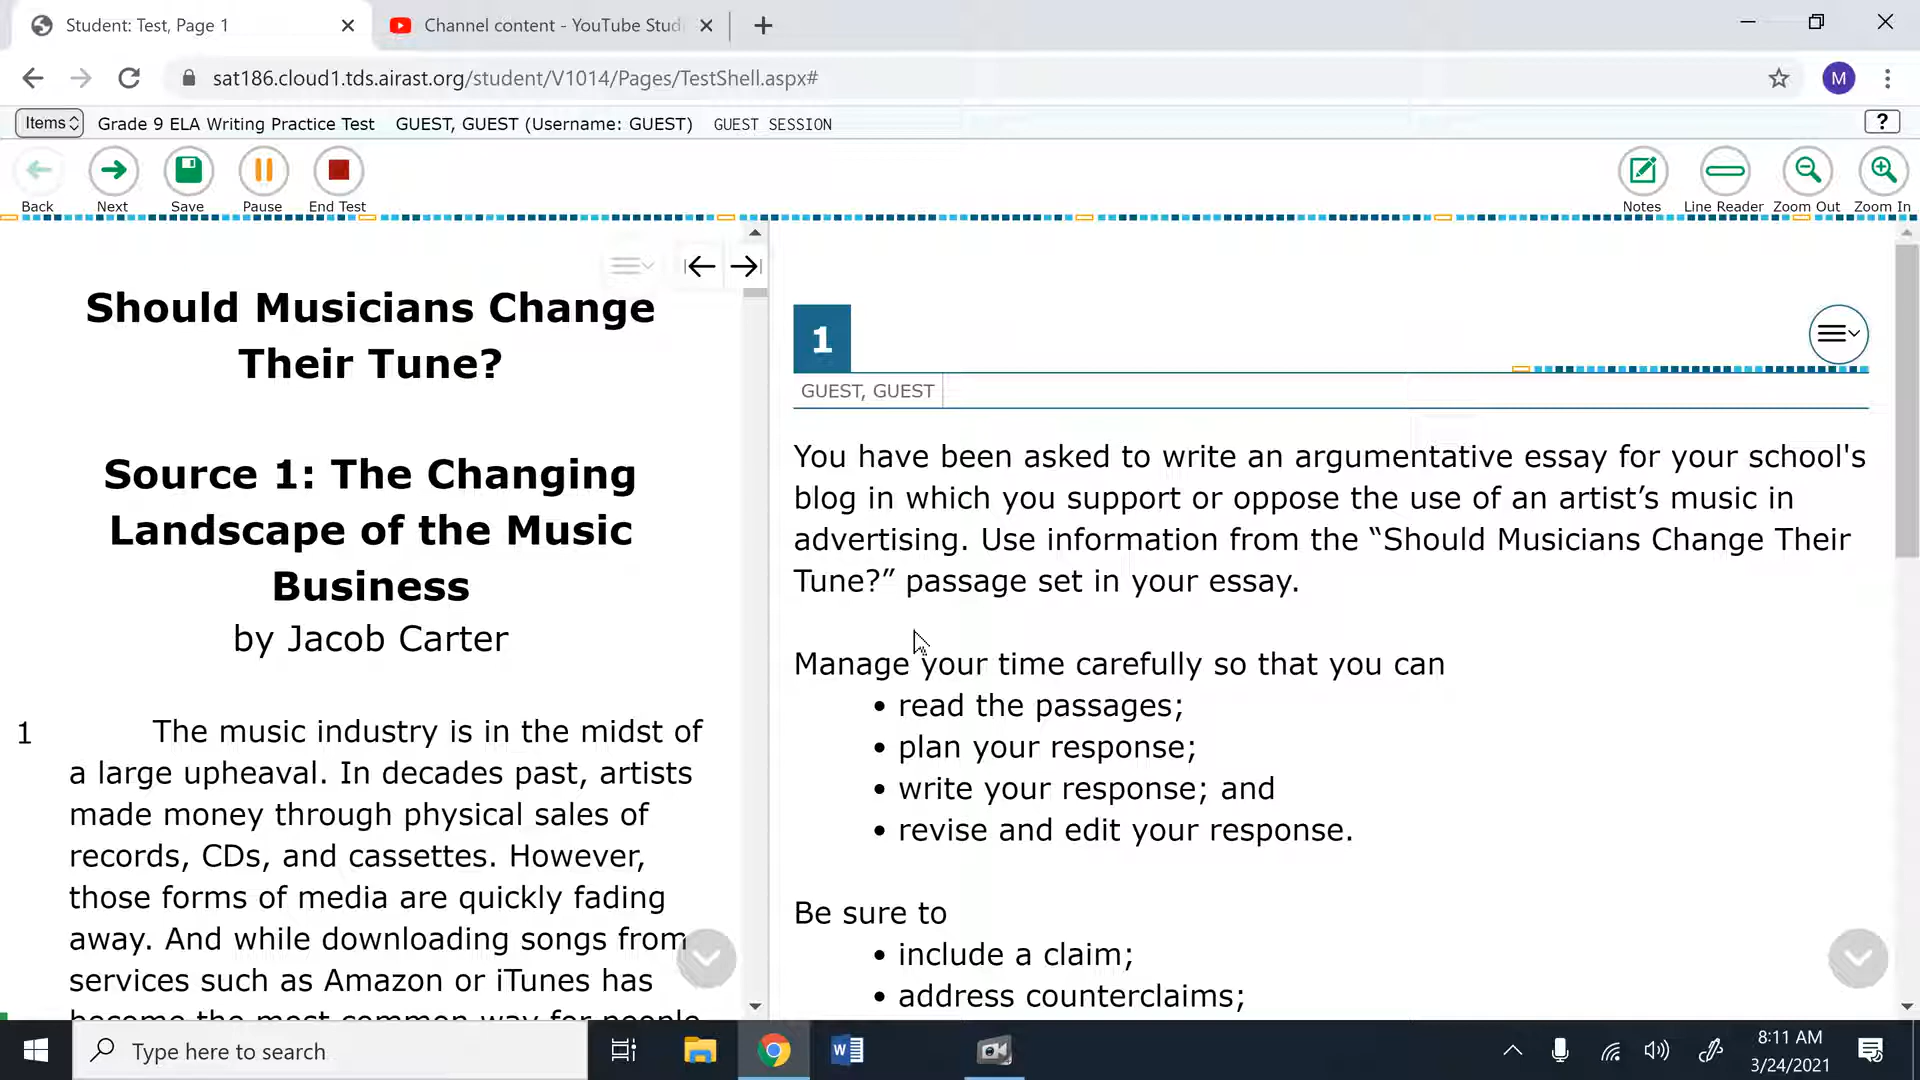 Student: Test, Page 1
Channel content - YouTube Stud
sat186.cloud1.tds.airast.org/student/V1014/Pages/TestShell.aspx#
M
Items
Grade 9 ELA Writing Practice Test
GUEST, GUEST (Username: GUEST)
GUEST SESSION
?
Back
Next
Save
Pause
End Test
Notes
Line Reader
Zoom Out
Zoom In
Should Musicians Change
Their Tune?
Source 1: The Changing
Landscape of the Music
Business
by Jacob Carter
1
The music industry is in the midst of
a large upheaval. In decades past, artists
made money through physical sales of
records, CDs, and cassettes. However,
those forms of media are quickly fading
away. And while downloading songs from
services such as Amazon or iTunes has
become the most common way for people
1
GUEST, GUEST
You have been asked to write an argumentative essay for your school's
blog in which you support or oppose the use of an artist’s music in
advertising. Use information from the “Should Musicians Change Their
Tune?” passage set in your essay.
Manage your time carefully so that you can
• read the passages;
• plan your response;
• write your response; and
• revise and edit your response.
Be sure to
• include a claim;
• address counterclaims;
Type here to search
8:11 AM
3/24/2021